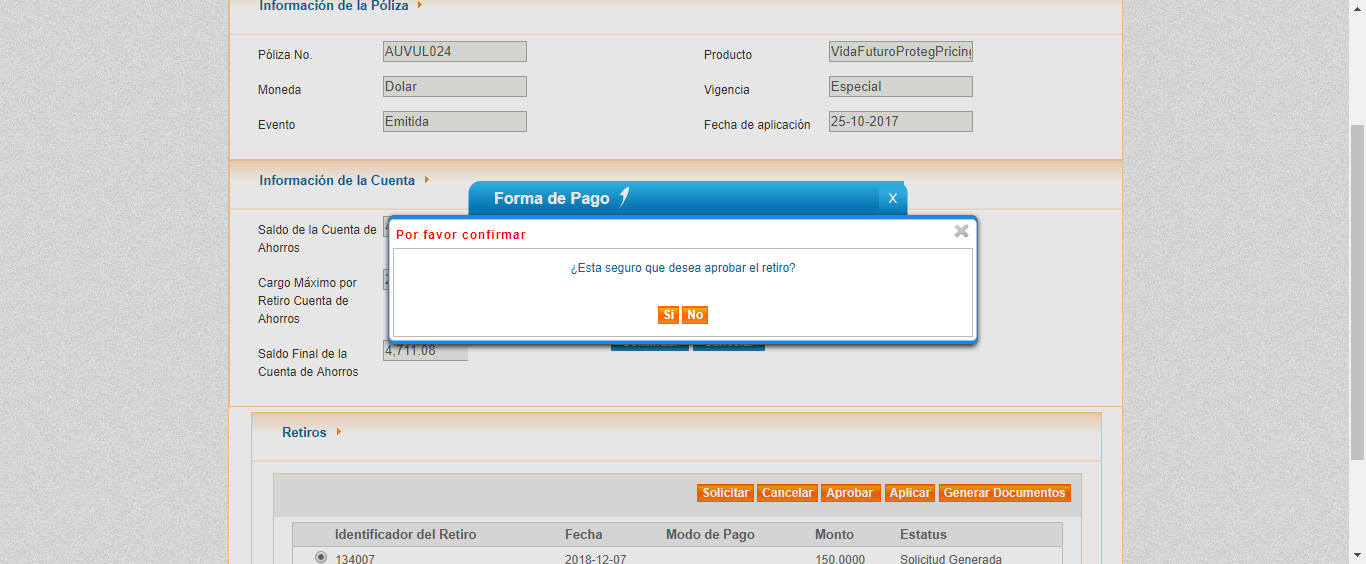 Información de la Póliza
Póliza No. AUVUL024 Producto VidaFuturoProtegPricing
Moneda Dolar Vigencia Especial
Evento Emitida Fecha de aplicación 25-10-2017
Información de la Cuenta
Forma de Pago X
Saldo de la Cuenta de
Ahorros
Por favor confirmar
¿Esta seguro que desea aprobar el retiro?
Si No
Cargo Máximo por
Retiro Cuenta de
Ahorros
Saldo Final de la
Cuenta de Ahorros
4,711.08
Retiros
Solicitar Cancelar Aprobar Aplicar Generar Documentos
Identificador del Retiro Fecha Modo de Pago Monto Estatus
134007 2018-12-07 150.0000 Solicitud Generada